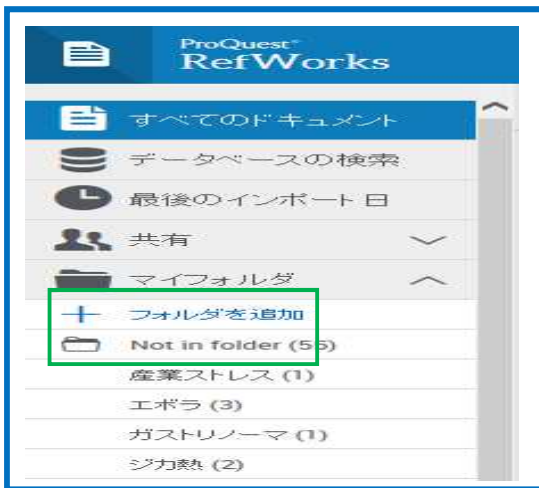 ProQuest®
RefWorks
すべてのドキュメント
データベースの検索
最後のインポート日
共有
マイフォルダ
フォルダを追加
Not in folder (56)
産業ストレス (1)
エボラ (3)
ガストリノーマ (1)
ジカ熱 (2)